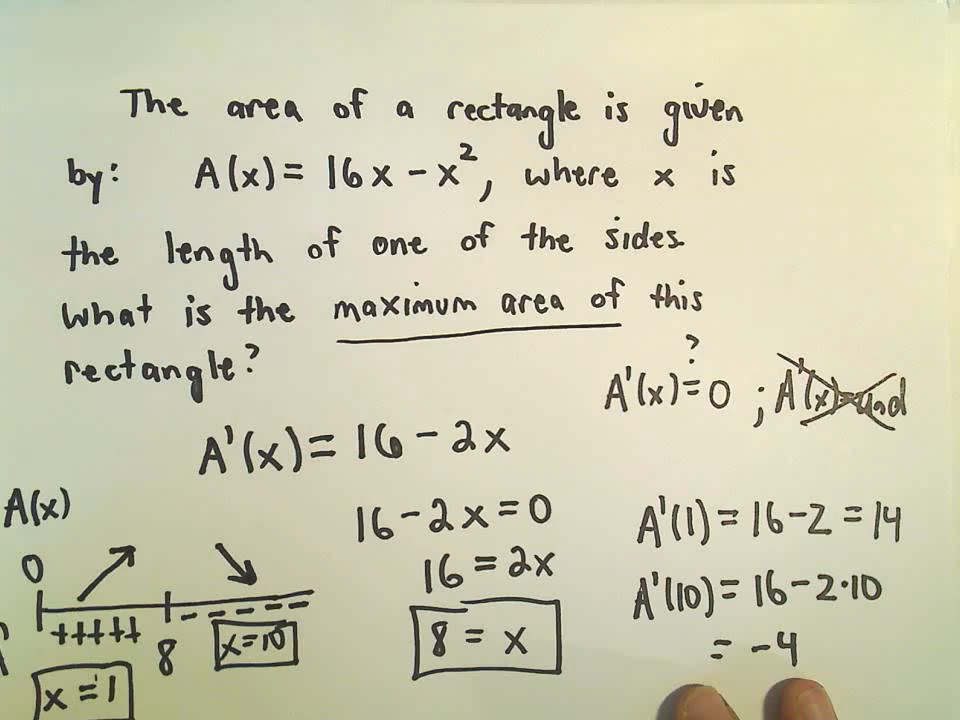 The area of a rectangle is given
by: A(x) = 16x - x², where x is
the length of one of the sides.
What is the maximum area of this
rectangle?
?
A'(x) = 0 ; A'(x) = und
A'(x) = 16 - 2x
A(x)
16 - 2x = 0
16 = 2x
8 = x
A'(1) = 16 - 2 = 14
A'(10) = 16 - 2·10
= -4
0
+++++ 8 - - - - - -
x = 1
x = 10